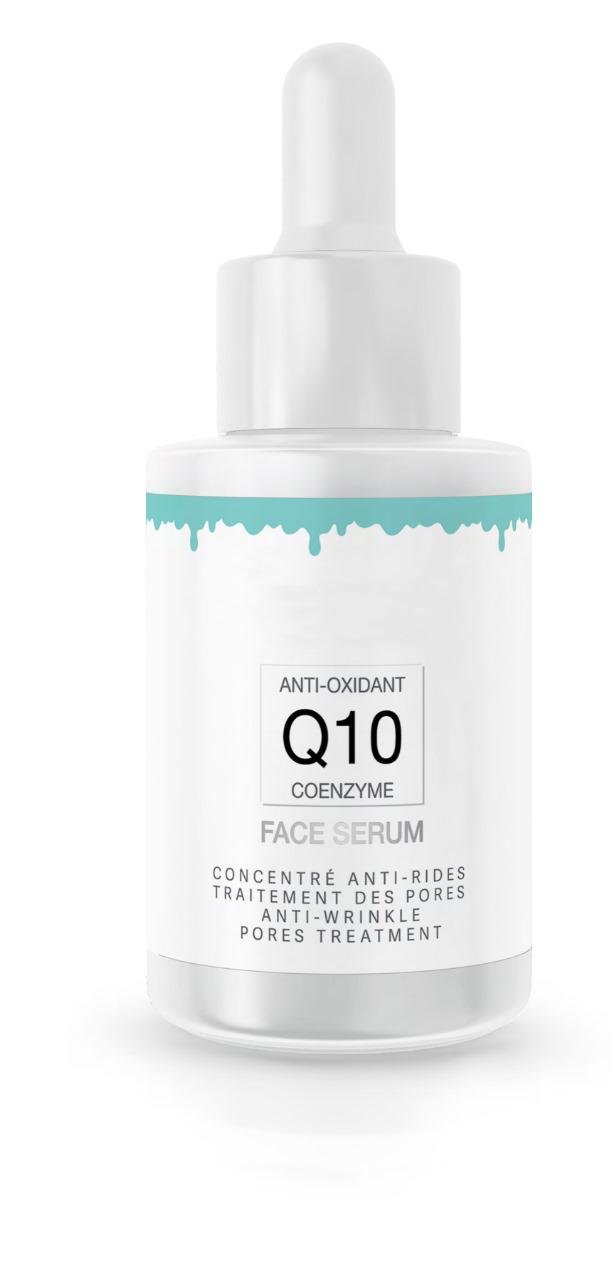 ANTI-OXIDANT
Q10
COENZYME
FACE SERUM
CONCENTRÉ ANTI-RIDES
TRAITEMENT DES PORES
ANTI-WRINKLE
PORES TREATMENT